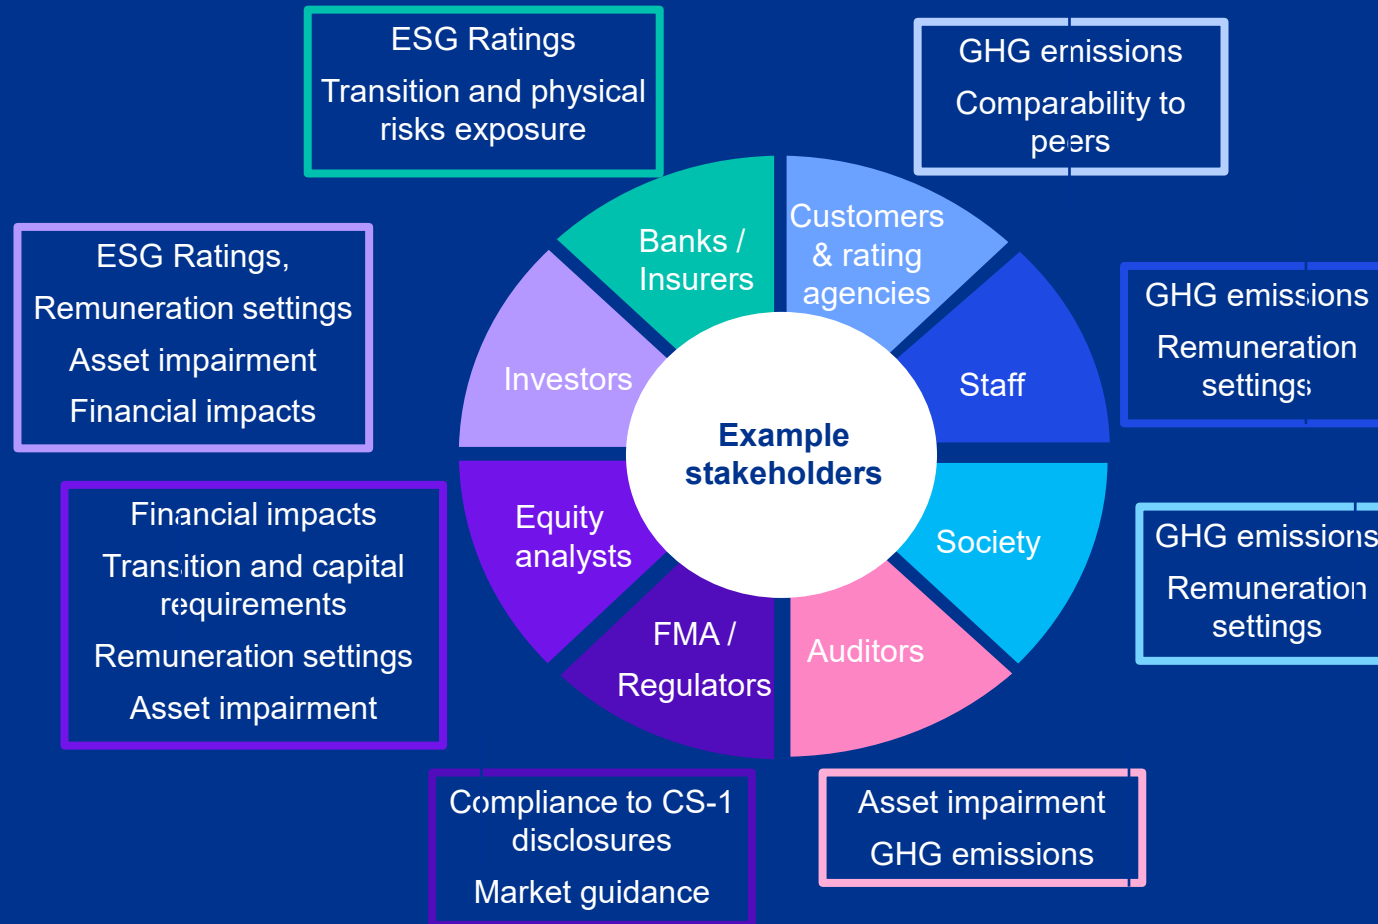 ESG Ratings
Transition and physical
risks exposure
GHG emissions
Comparability to
peers
Banks /
Insurers
Customers
& rating
agencies
ESG Ratings,
Remuneration settings
Asset impairment
Financial impacts
Investors
Staff
GHG emissions
Remuneration
settings
Example
stakeholders
Financial impacts
Transition and capital
requirements
Remuneration settings
Asset impairment
Equity
analysts
Society
GHG emissions
Remuneration
settings
FMA /
Regulators
Auditors
Compliance to CS-1
disclosures
Market guidance
Asset impairment
GHG emissions